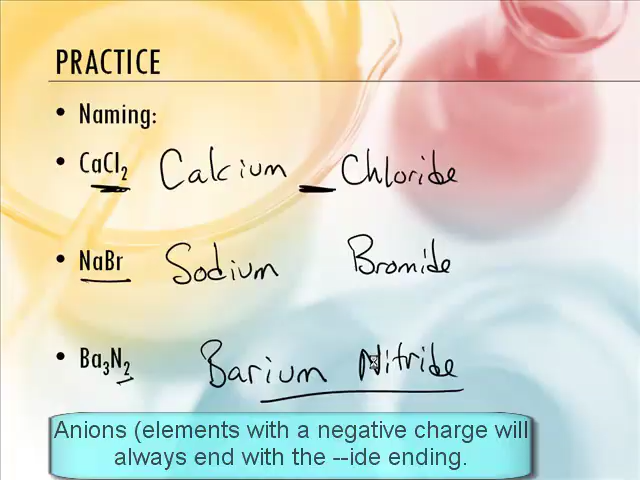 PRACTICE
• Naming:
• CaCl₂ Calcium Chloride
• NaBr Sodium Bromide
• Ba₃N₂ Barium Nitride
Anions (elements with a negative charge will
always end with the --ide ending.